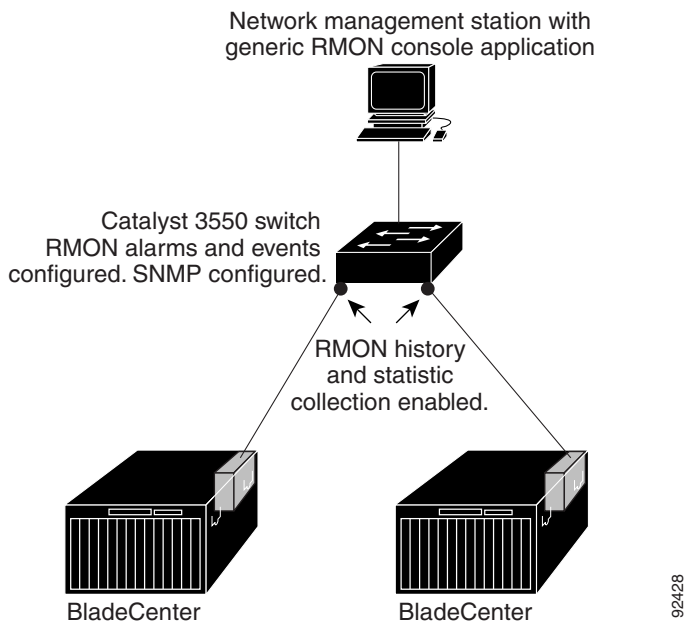 Network management station with
generic RMON console application
Catalyst 3550 switch
RMON alarms and events
configured. SNMP configured.
RMON history
and statistic
collection enabled.
BladeCenter
BladeCenter
92428